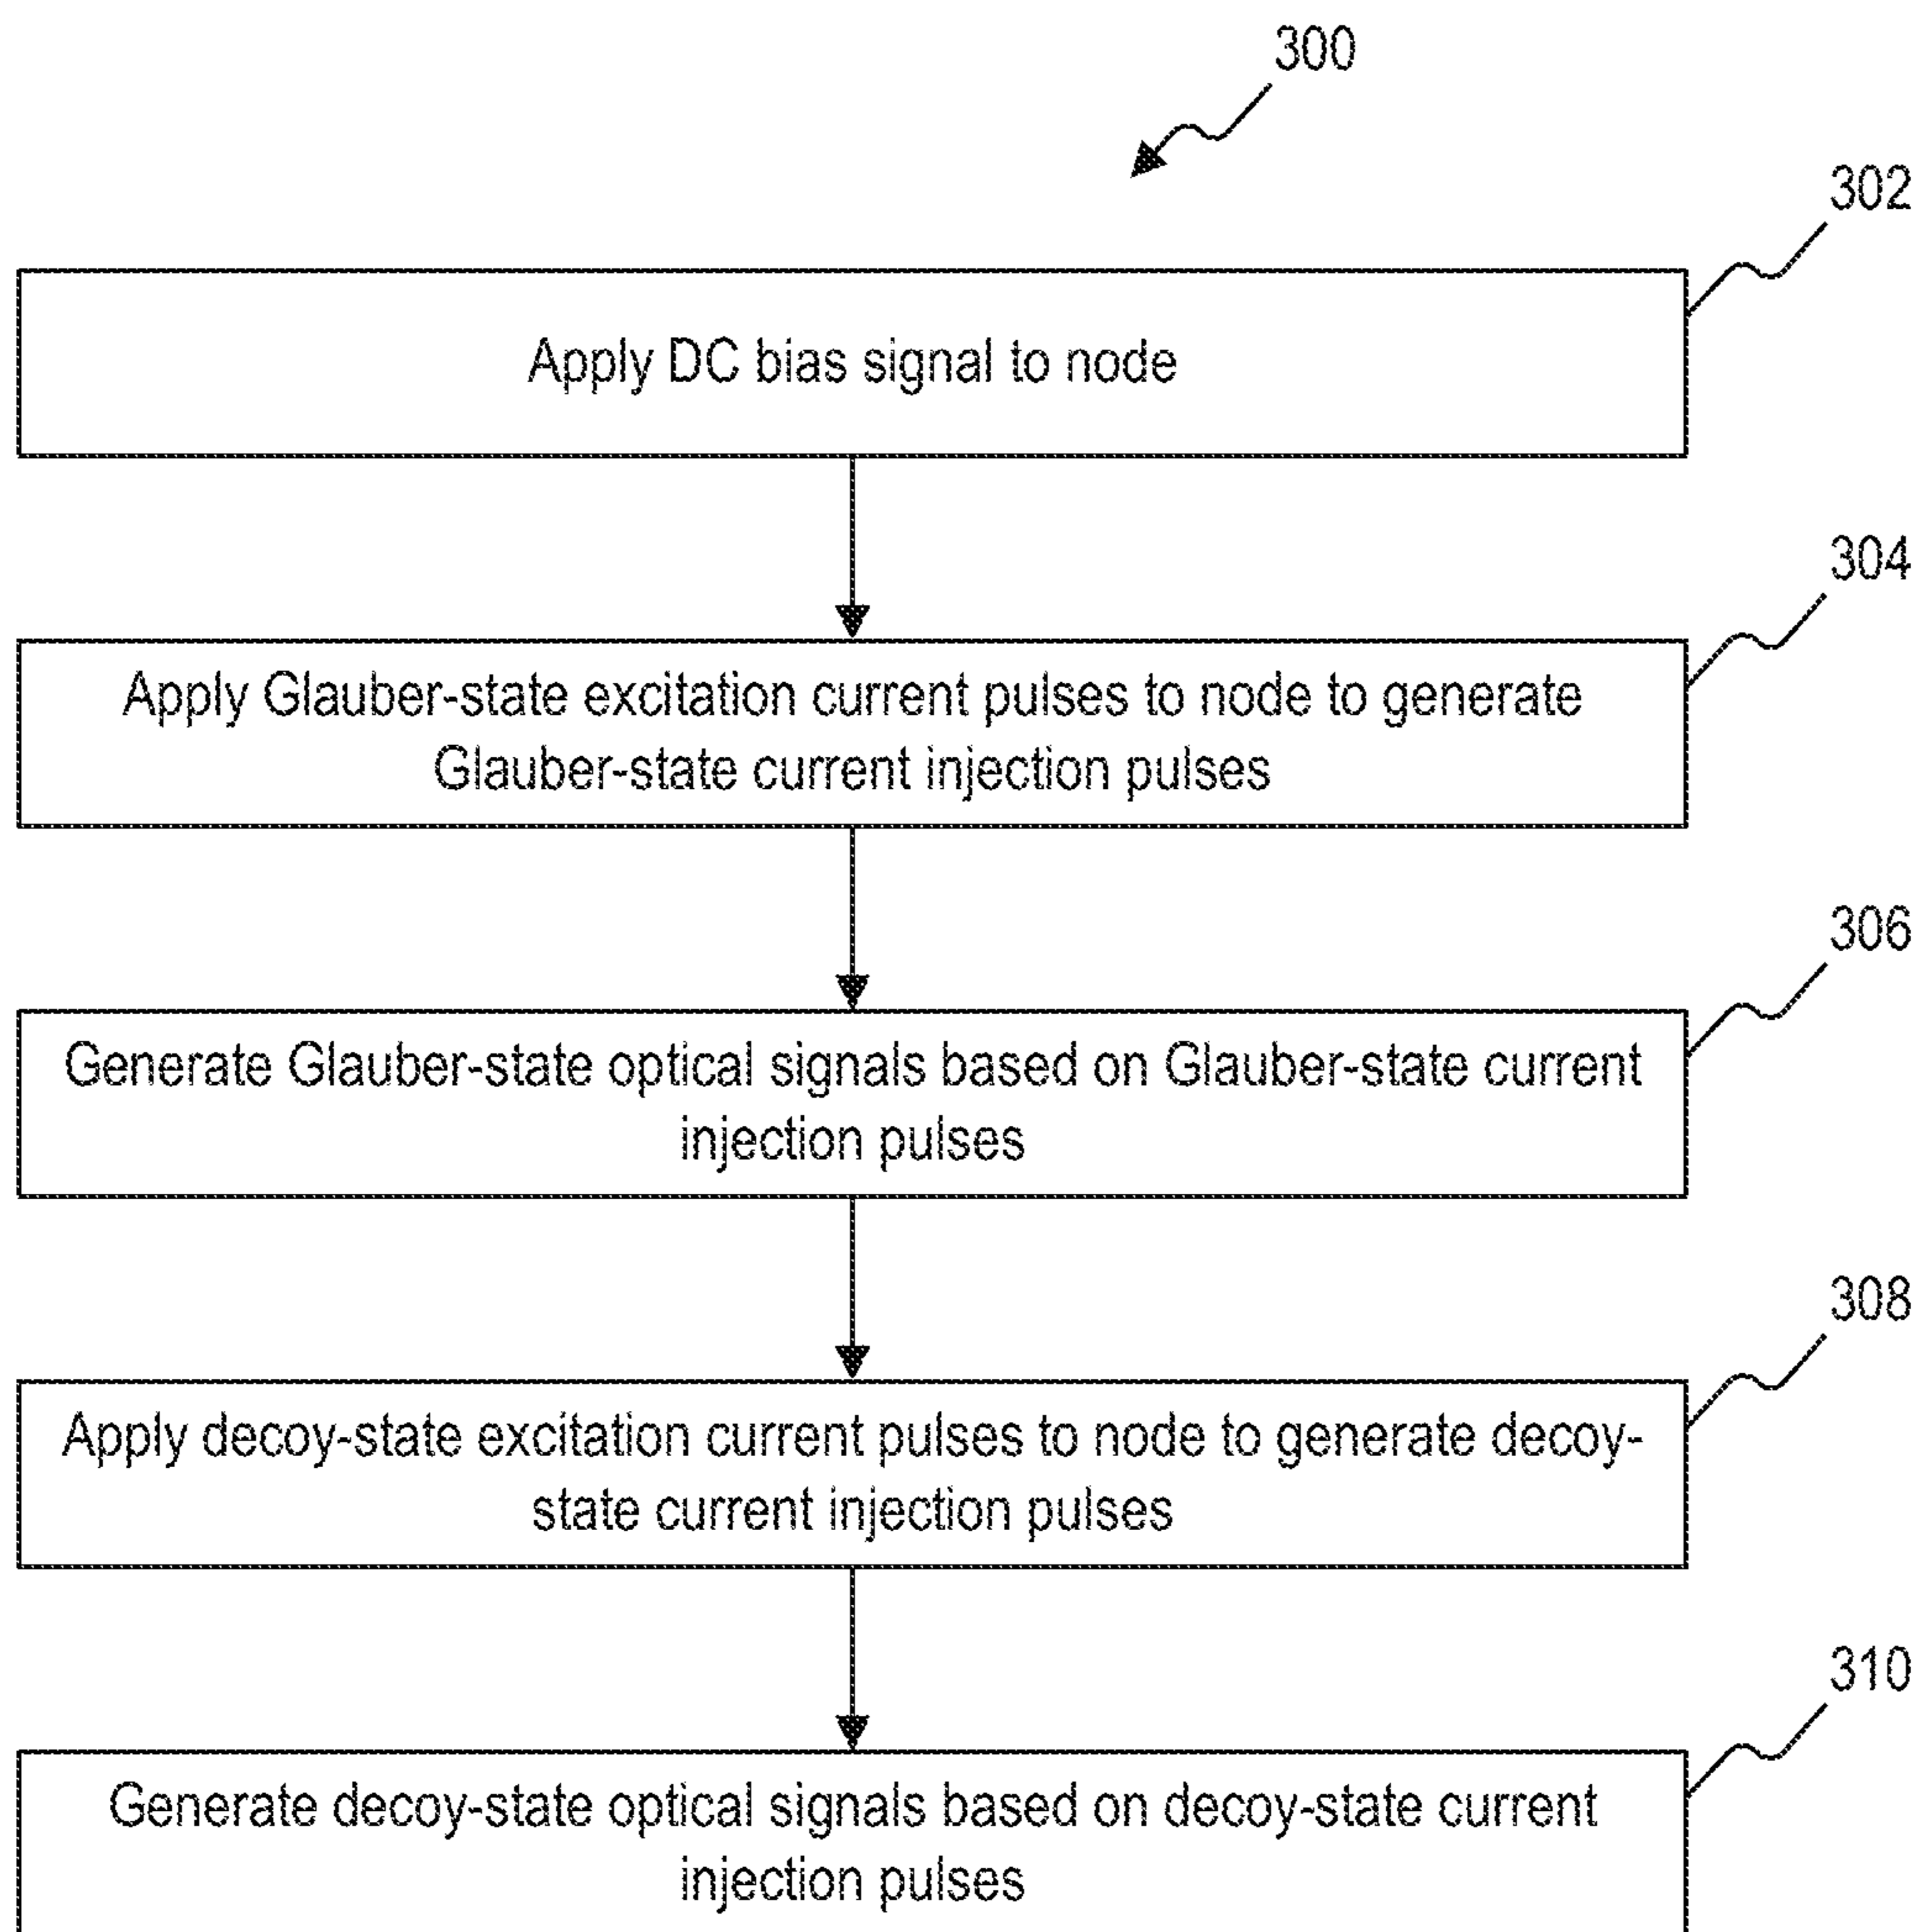 300
302
Apply DC bias signal to node
304
Apply Glauber-state excitation current pulses to node to generate
Glauber-state current injection pulses
306
Generate Glauber-state optical signals based on Glauber-state current
injection pulses
308
Apply decoy-state excitation current pulses to node to generate decoy-
state current injection pulses
310
Generate decoy-state optical signals based on decoy-state current
injection pulses